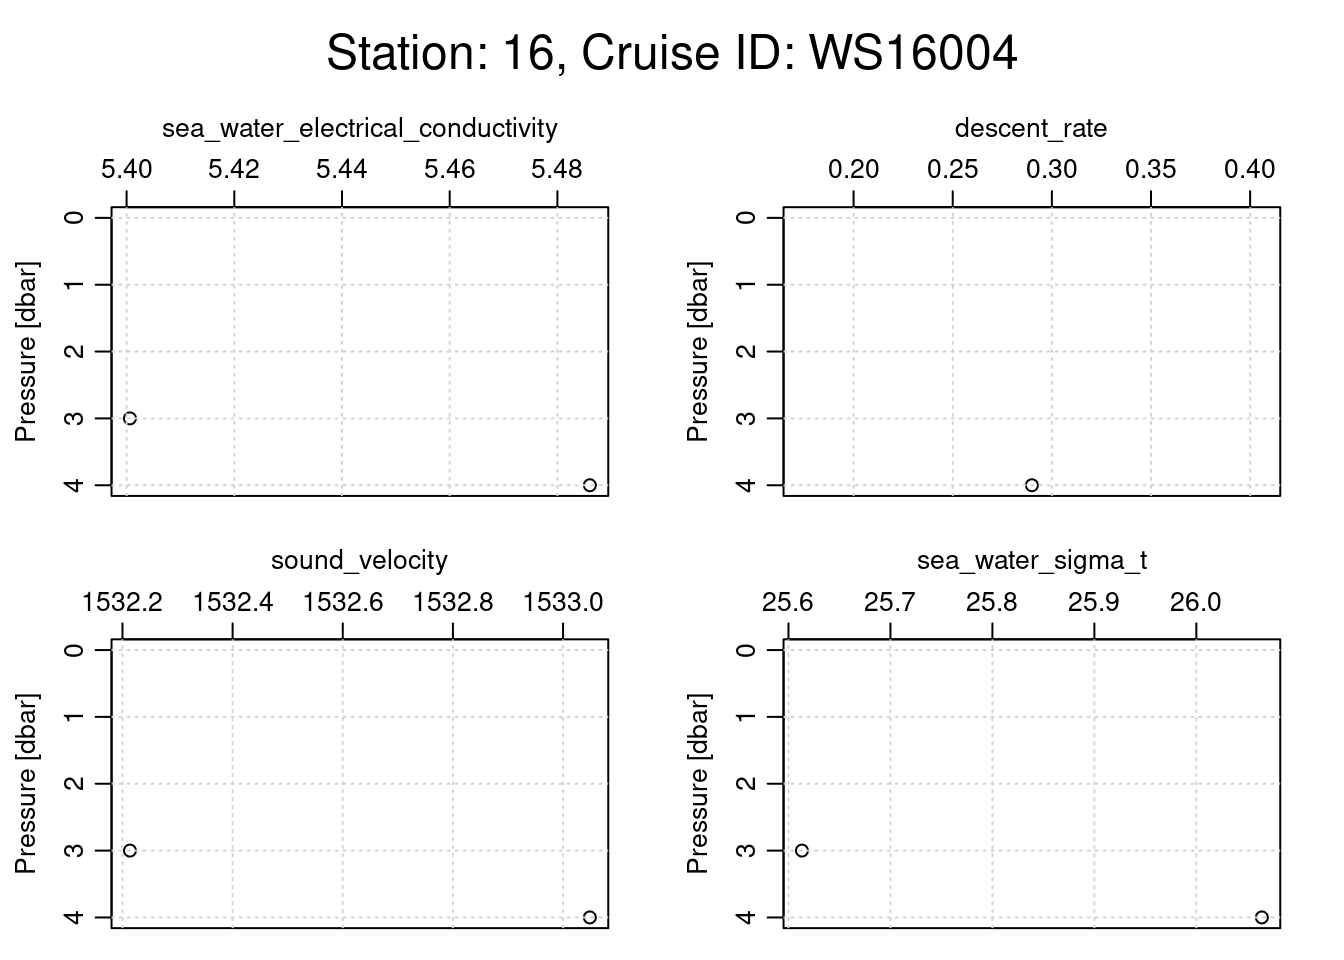 Station: 16, Cruise ID: WS16004
sea_water_electrical_conductivity
5.40 5.42 5.44 5.46 5.48
Pressure [dbar]
0
1
2
3
4
descent_rate
0.20 0.25 0.30 0.35 0.40
Pressure [dbar]
0
1
2
3
4
sound_velocity
1532.2 1532.4 1532.6 1532.8 1533.0
Pressure [dbar]
0
1
2
3
4
sea_water_sigma_t
25.6 25.7 25.8 25.9 26.0
Pressure [dbar]
0
1
2
3
4